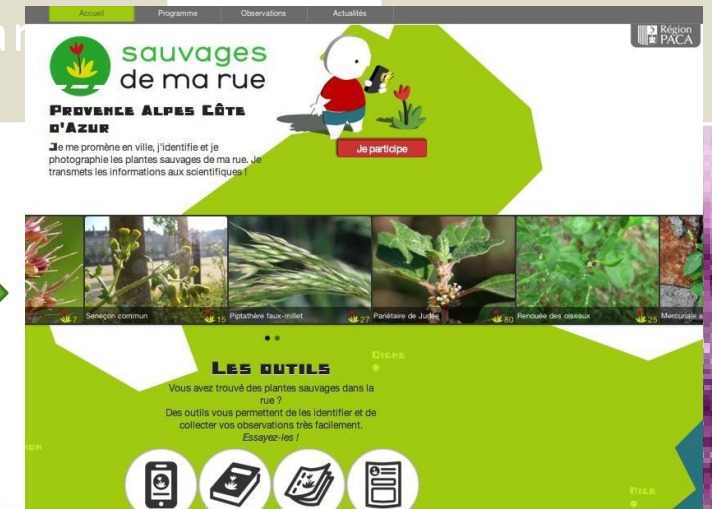 Accueil Programme Observations Actualités
Région
PACA
sauvages
de ma rue
Provence Alpes Côte
d'Azur
Je me promène en ville, j'identifie et je
photographie les plantes sauvages de ma rue. Je
transmets les informations aux scientifiques !
Je participe
7
Seneçon commun 15
Piptathère faux-millet 27
Pariétaire de Judée 80
Renouée des oiseaux 25
Mercuriale a
Les outils
Vous avez trouvé des plantes sauvages dans la
rue ?
Des outils vous permettent de les identifier et de
collecter vos observations très facilement.
Essayez-les !
Digne
Nice